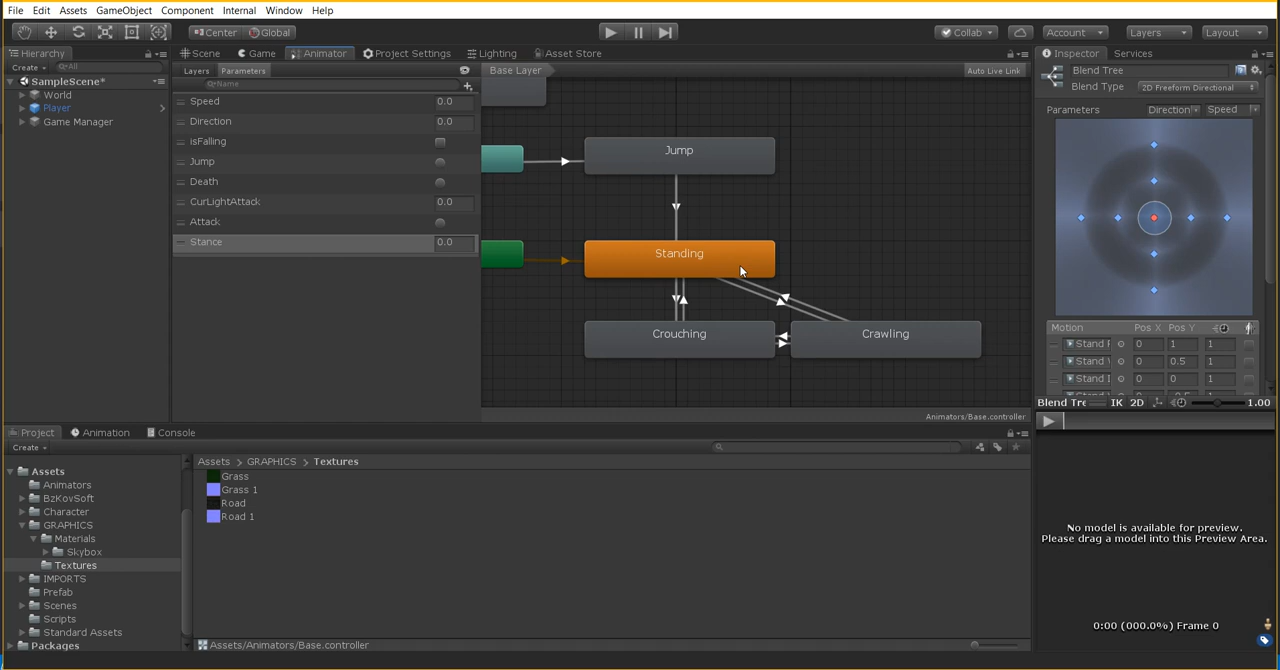 File Edit Assets GameObject Component Internal Window Help
Center Global Collab Account Layers Layout
Hierarchy Scene Game Animator Project Settings Lighting Asset Store Inspector Services
Create All Layers Parameters Base Layer Auto Live Link Blend Tree
SampleScene* Name Blend Type 2D Freeform Directional
World Speed 0.0
Player Parameters Direction Speed
Game Manager Direction 0.0
isFalling
Jump Jump
Death
CurLightAttack 0.0
Attack
Stance 0.0 Standing
Crouching Crawling
Motion Pos X Pos Y
Stand 0 1 1
Stand 0 0.5 1
Stand 0 0 1
Blend Tre IK 2D 1.00
Animators/Base.controller
Project Animation Console
Create
Assets Assets > GRAPHICS > Textures
Animators Grass
BzKovSoft Grass 1
Character Road
GRAPHICS Road 1
Materials
Skybox
Textures
IMPORTS
Prefab
Scenes
Scripts
Standard Assets
Packages Assets/Animators/Base.controller
No model is available for preview.
Please drag a model into this Preview Area.
0:00 (000.0%) Frame 0